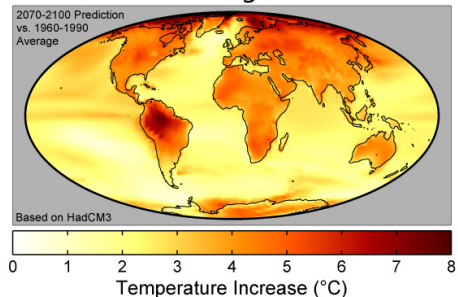 2070-2100 Prediction
vs. 1960-1990
Average
Based on HadCM3
0 1 2 3 4 5 6 7 8
Temperature Increase (°C)